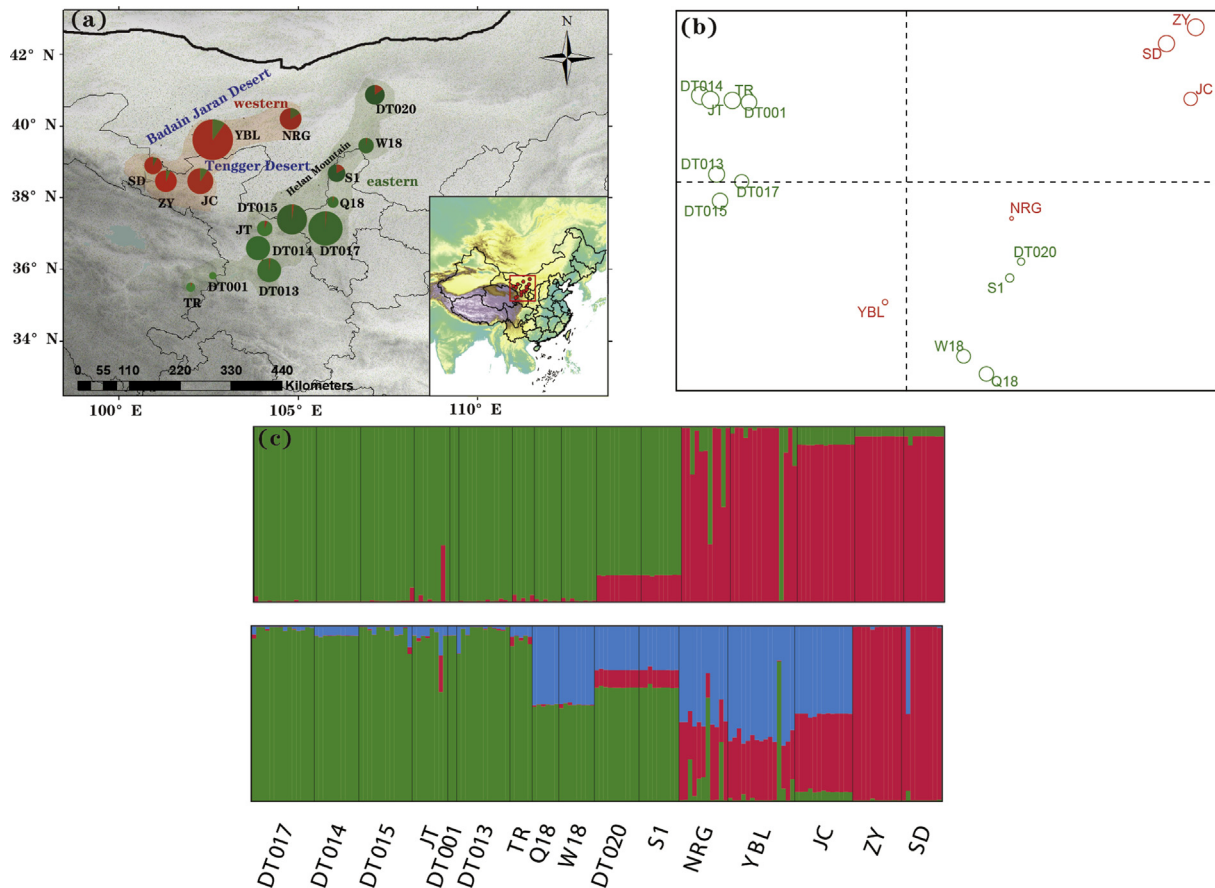 (a)
N
42° N
40° N
38° N
36° N
34° N
Badain Jaran Desert
western
DT020
YBL
NRG
W18
Tengger Desert
Helan Mountain
S1
eastern
SD
ZY
JC
DT015
Q18
JT
DT014
DT017
DT001
DT013
TR
0 55 110 220 330 440
Kilometers
100° E
105° E
110° E
(b)
ZY
SD
JC
DT014
JT
TR
DT001
DT013
DT017
DT015
NRG
DT020
S1
YBL
W18
Q18
(c)
DT017
DT014
DT015
JT
DT001
DT013
TR
Q18
W18
DT020
S1
NRG
YBL
JC
ZY
SD